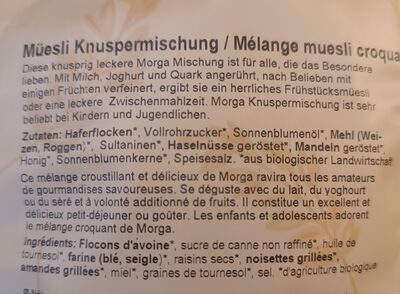 Müesli Knuspermischung / Mélange muesli croqua
Diese knusprig leckere Morga Mischung ist für alle, die das Besondere
lieben. Mit Milch, Joghurt und Quark angerührt, nach Belieben mit
einigen Früchten verfeinert, ergibt sie ein herrliches Frühstücksmüesli
oder eine leckere Zwischenmahlzeit. Morga Knuspermischung ist sehr
beliebt bei Kindern und Jugendlichen.
Zutaten: Haferflocken*, Vollrohrzucker*, Sonnenblumenöl*, Mehl (Wei-
zen, Roggen)*, Sultaninen*, Haselnüsse geröstet*, Mandeln geröstet*,
Honig*, Sonnenblumenkerne*, Speisesalz. *aus biologischer Landwirtschaft
Ce mélange croustillant et délicieux de Morga ravira tous les amateurs
de gourmandises savoureuses. Se déguste avec du lait, du yoghourt
ou du séré et à volonté additionné de fruits. Il constitue un excellent et
délicieux petit-déjeuner ou goûter. Les enfants et adolescents adorent
le mélange croquant de Morga.
Ingrédients: Flocons d'avoine*, sucre de canne non raffiné*, huile de
tournesol*, farine (blé, seigle)*, raisins secs*, noisettes grillées*,
amandes grillées*, miel*, graines de tournesol*, sel. *d'agriculture biologique